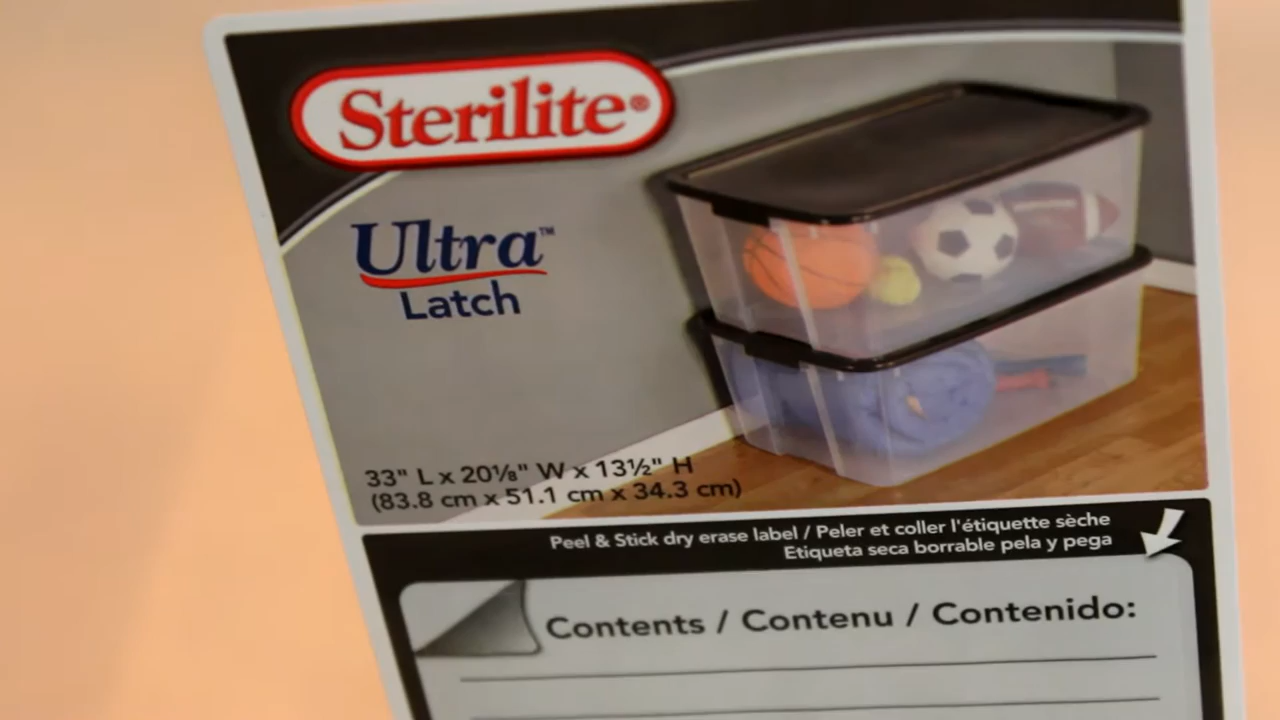 Sterilite®
Ultra™
Latch
33" L x 20⅛" W x 13½" H
(83.8 cm x 51.1 cm x 34.3 cm)
Peel & Stick dry erase label / Peler et coller l'étiquette sèche
Etiqueta seca borrable pela y pega
Contents / Contenu / Contenido: